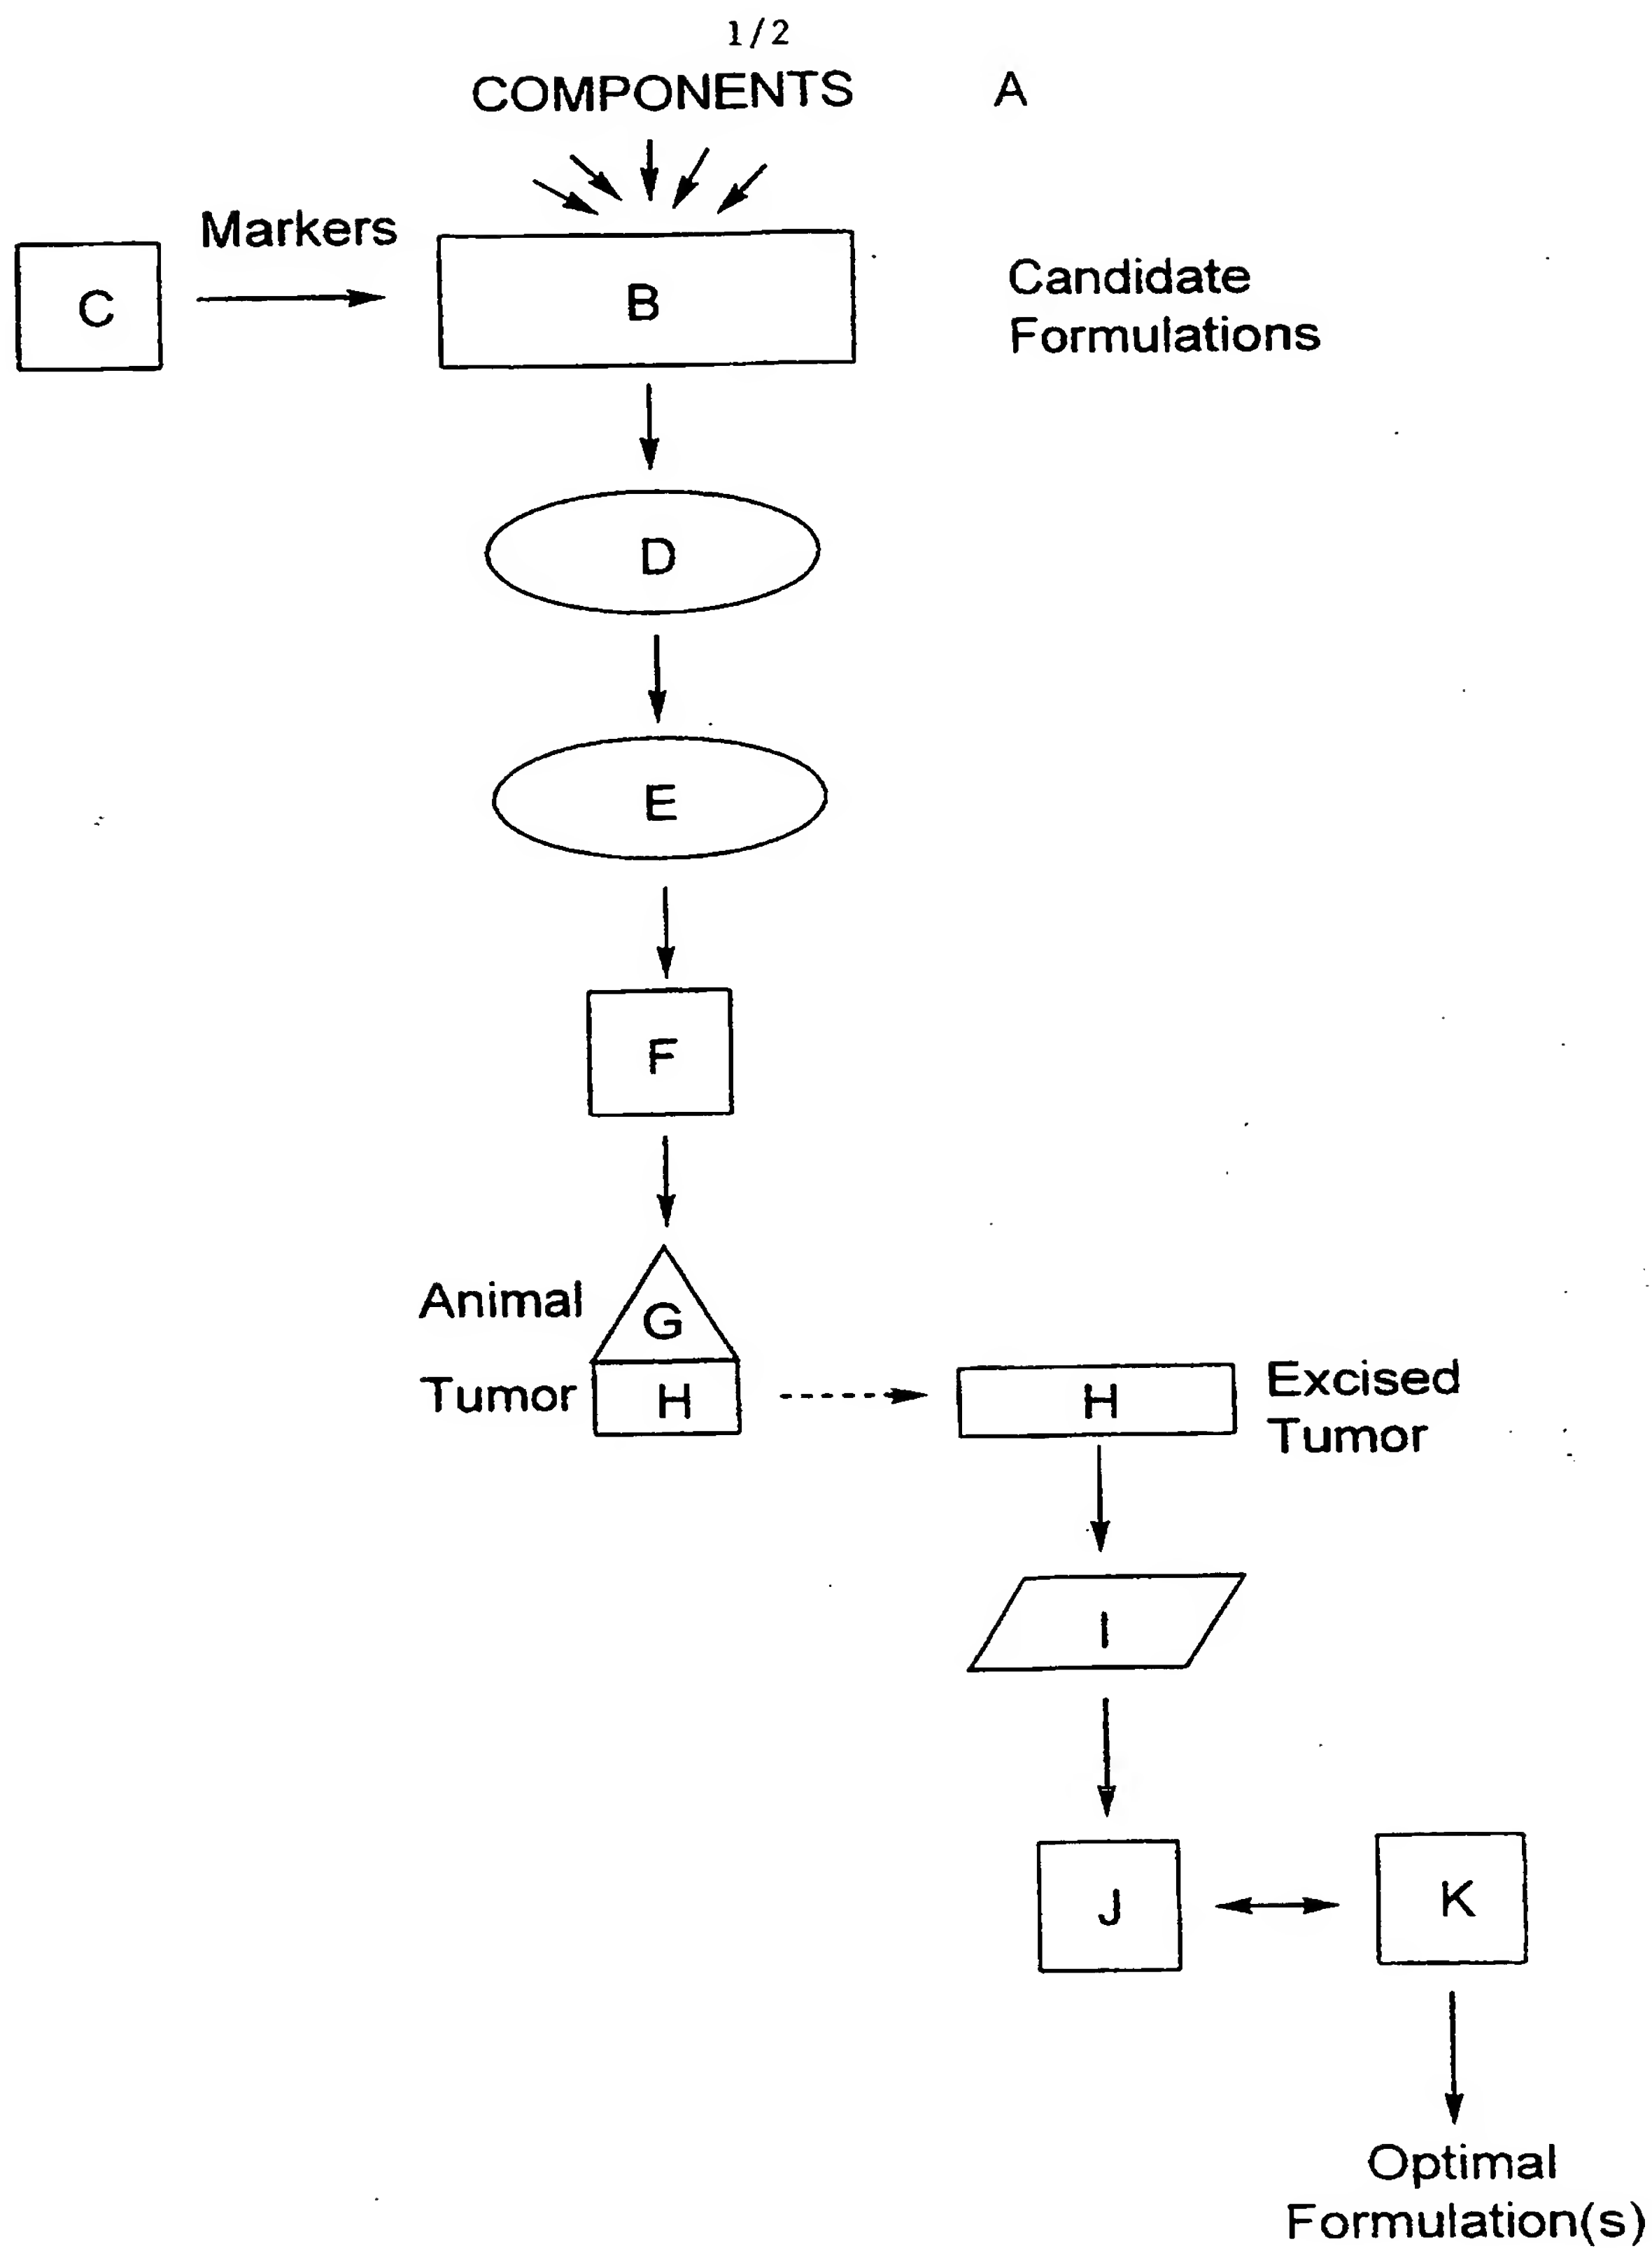 1/2
COMPONENTS A
Markers
C
B
Candidate
Formulations
D
E
F
Animal
G
Tumor
H
H
Excised
Tumor
I
J
K
Optimal
Formulation(s)